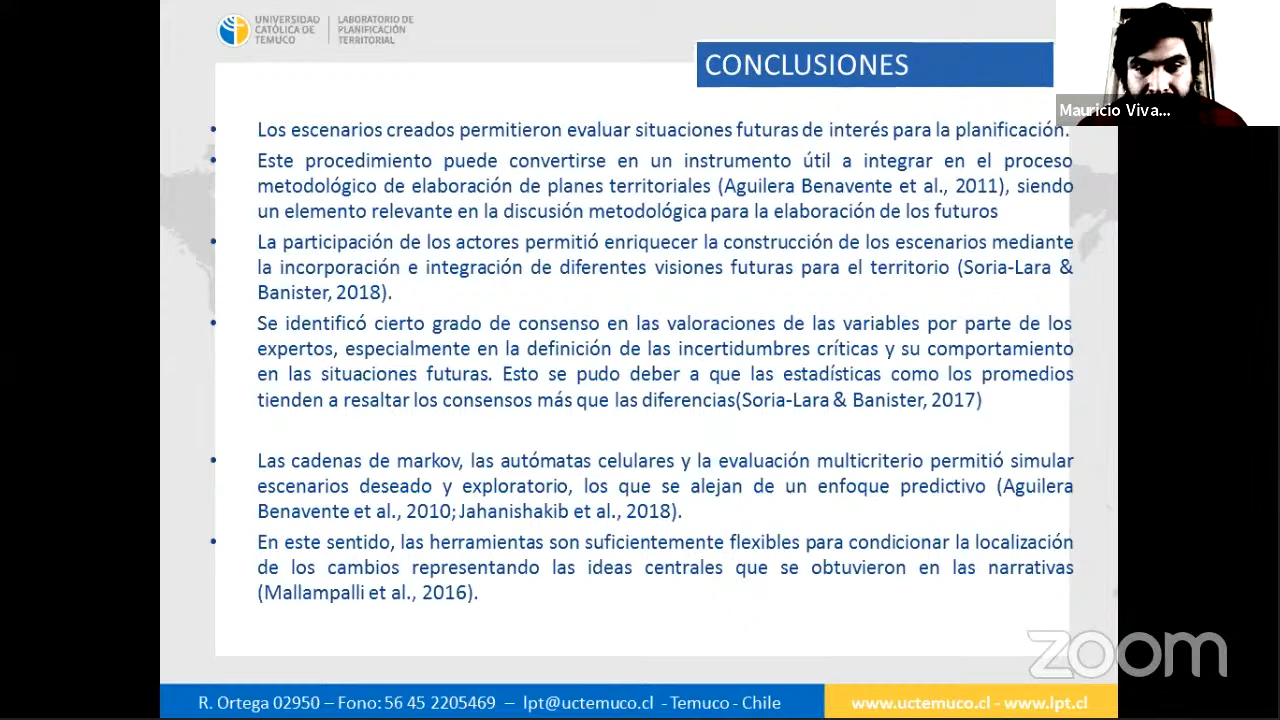 UNIVERSIDAD
CATÓLICA DE
TEMUCO
LABORATORIO DE
PLANIFICACIÓN
TERRITORIAL
CONCLUSIONES
Mauricio Viva...
• Los escenarios creados permitieron evaluar situaciones futuras de interés para la planificación.
• Este procedimiento puede convertirse en un instrumento útil a integrar en el proceso
metodológico de elaboración de planes territoriales (Aguilera Benavente et al., 2011), siendo
un elemento relevante en la discusión metodológica para la elaboración de los futuros
• La participación de los actores permitió enriquecer la construcción de los escenarios mediante
la incorporación e integración de diferentes visiones futuras para el territorio (Soria-Lara &
Banister, 2018).
• Se identificó cierto grado de consenso en las valoraciones de las variables por parte de los
expertos, especialmente en la definición de las incertidumbres críticas y su comportamiento
en las situaciones futuras. Esto se pudo deber a que las estadísticas como los promedios
tienden a resaltar los consensos más que las diferencias(Soria-Lara & Banister, 2017)
• Las cadenas de markov, las autómatas celulares y la evaluación multicriterio permitió simular
escenarios deseado y exploratorio, los que se alejan de un enfoque predictivo (Aguilera
Benavente et al., 2010; Jahanishakib et al., 2018).
• En este sentido, las herramientas son suficientemente flexibles para condicionar la localización
de los cambios representando las ideas centrales que se obtuvieron en las narrativas
(Mallampalli et al., 2016).
zoom
R. Ortega 02950 – Fono: 56 45 2205469 – lpt@uctemuco.cl - Temuco - Chile
www.uctemuco.cl - www.lpt.cl